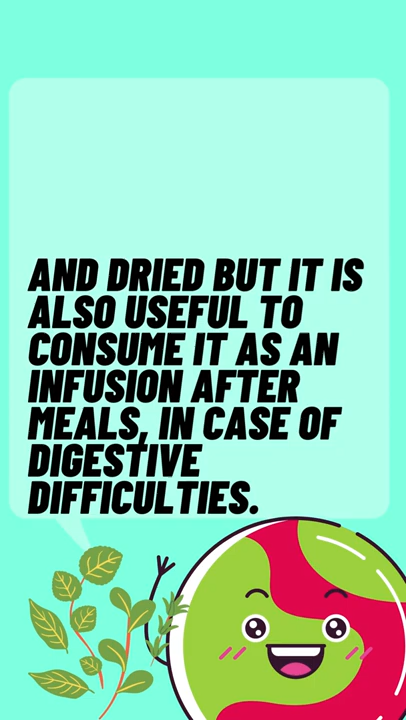 AND DRIED BUT IT IS
ALSO USEFUL TO
CONSUME IT AS AN
INFUSION AFTER
MEALS, IN CASE OF
DIGESTIVE
DIFFICULTIES.